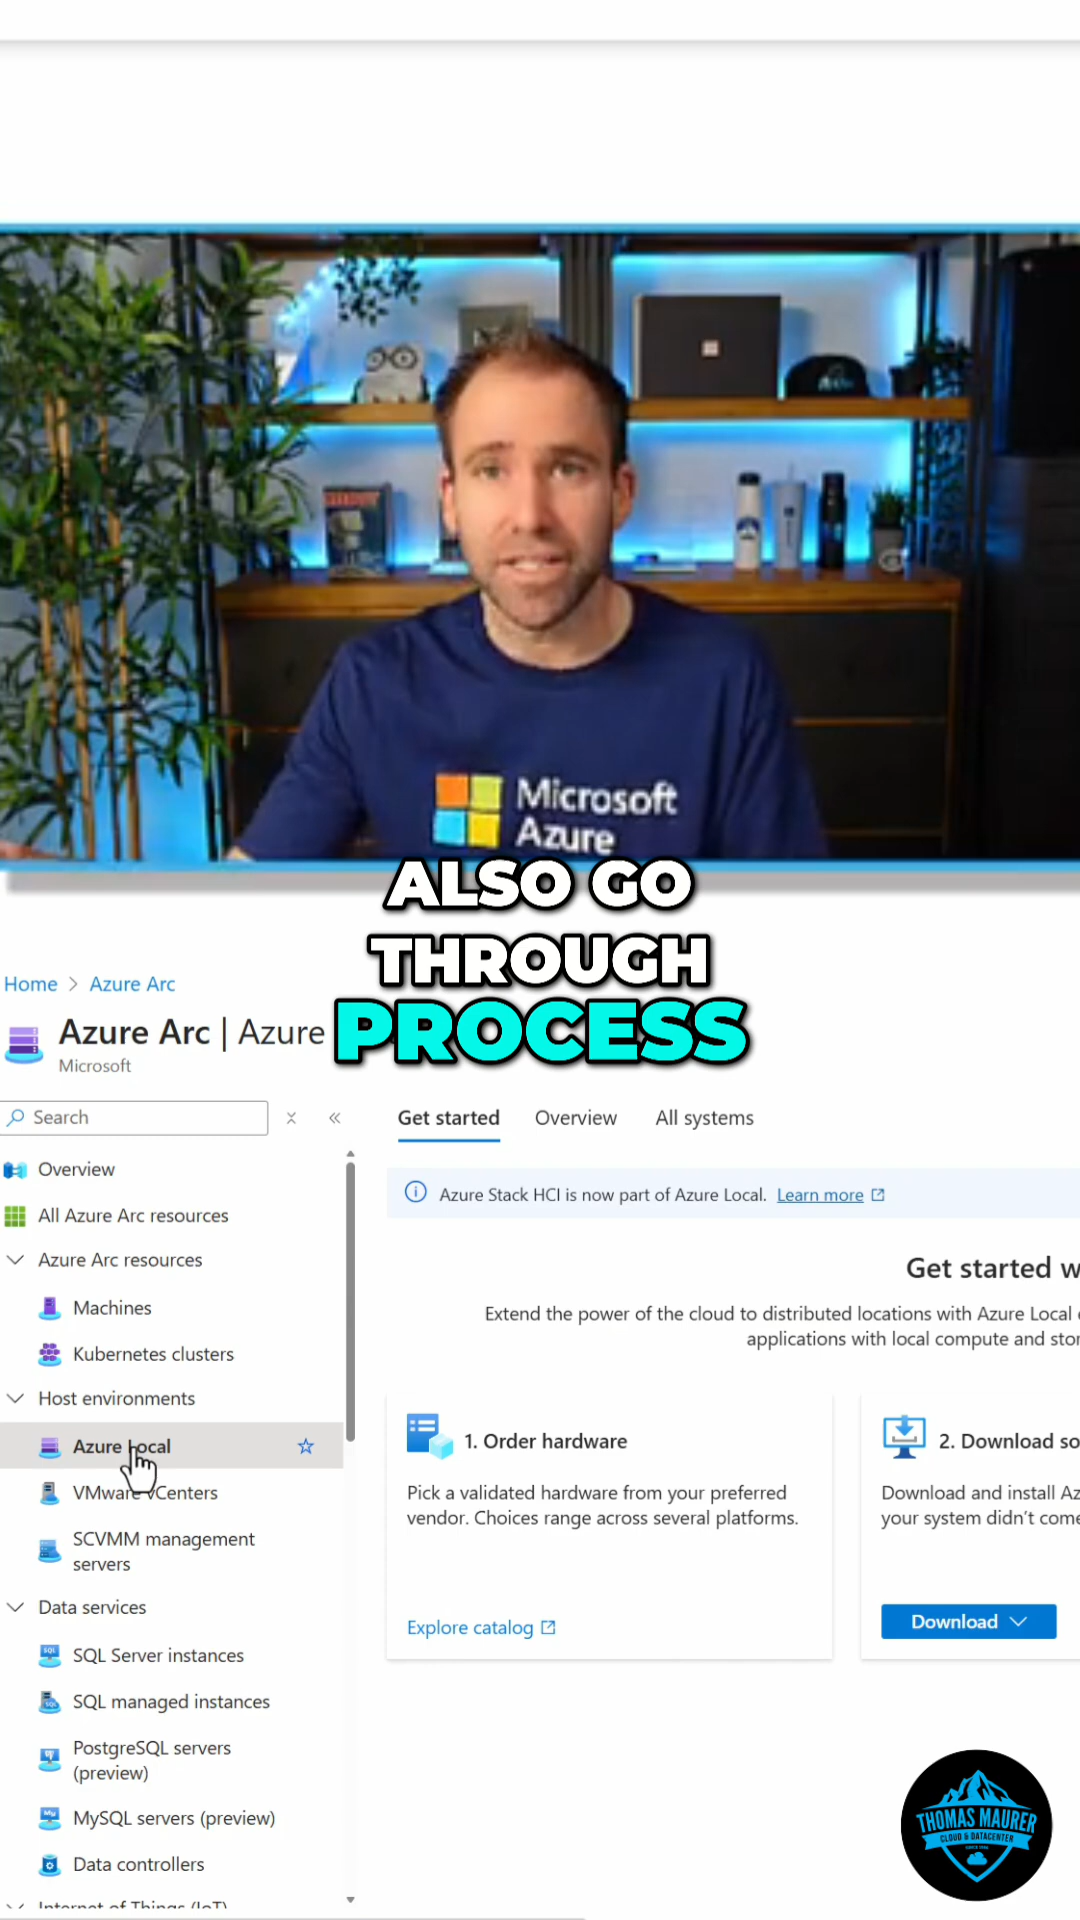 Microsoft
Azure
ALSO GO
THROUGH
PROCESS
Home > Azure Arc
Azure Arc | Azure
Microsoft
Search
Get started
Overview
All systems
Overview
All Azure Arc resources
Azure Arc resources
Machines
Kubernetes clusters
Host environments
Azure Local
VMware vCenters
SCVMM management
servers
Data services
SQL Server instances
SQL managed instances
PostgreSQL servers
(preview)
MySQL servers (preview)
Data controllers
Internet of Things (IoT)
Azure Stack HCI is now part of Azure Local. Learn more
Get started w
Extend the power of the cloud to distributed locations with Azure Local
applications with local compute and stor
1. Order hardware
Pick a validated hardware from your preferred
vendor. Choices range across several platforms.
Explore catalog
2. Download so
Download and install Az
your system didn't come
Download
THOMAS MAURER
CLOUD & DATACENTER